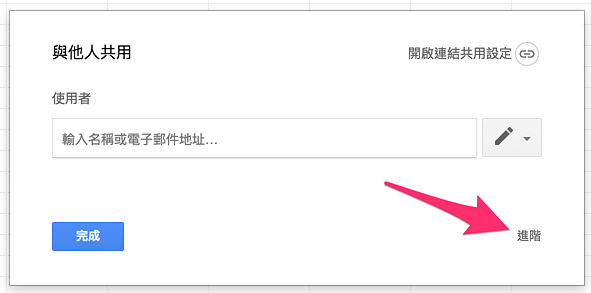 與他人共用
開啟連結共用設定
使用者
輸入名稱或電子郵件地址...
完成
進階